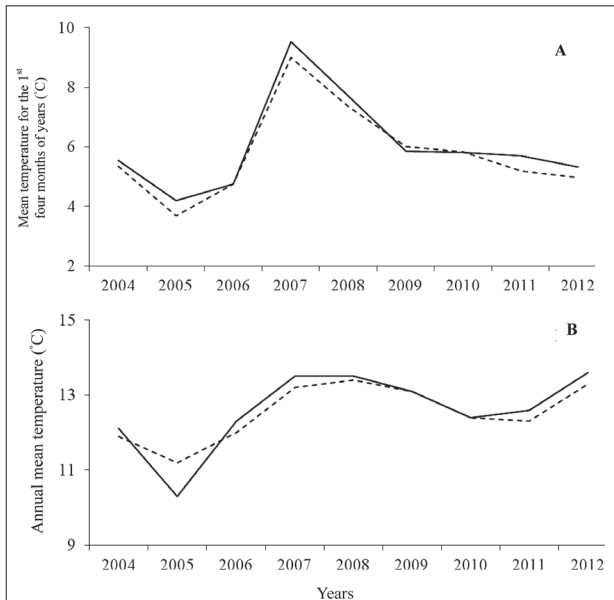 A
Mean temperature for the 1st
four months of years (˚C)
10
8
6
4
2
2004 2005 2006 2007 2008 2009 2010 2011 2012
B
Annual mean temperature (˚C)
15
13
11
9
2004 2005 2006 2007 2008 2009 2010 2011 2012
Years